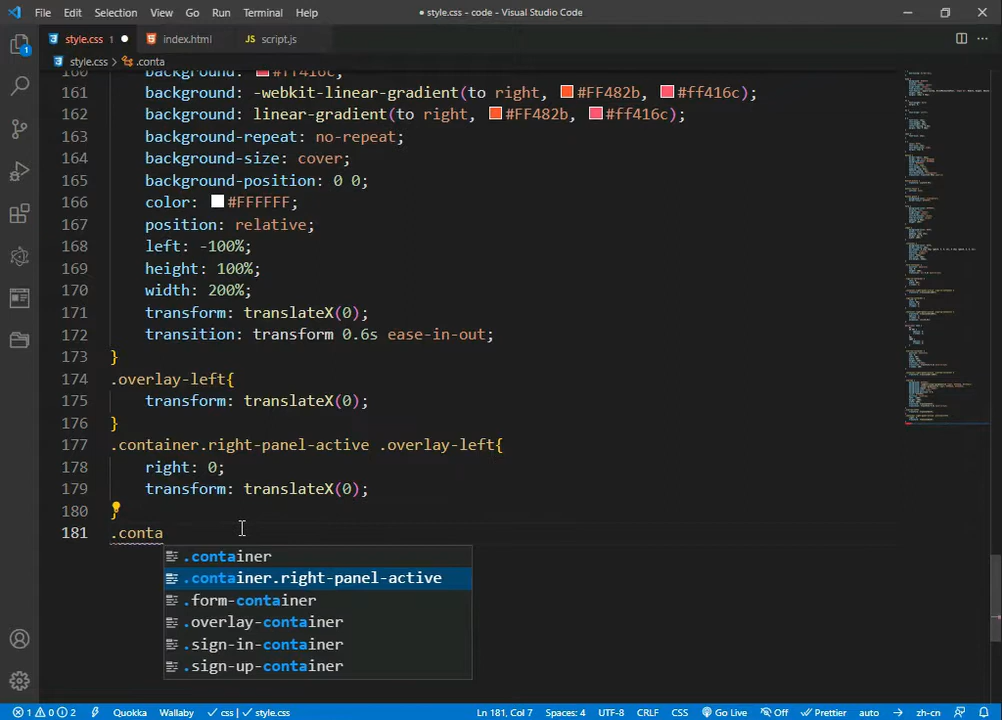 File Edit Selection View Go Run Terminal Help
● style.css - code - Visual Studio Code
style.css 1
index.html
script.js
style.css > .conta
1
160 background: #ff416c;
161 background: -webkit-linear-gradient(to right, #FF482b, #ff416c);
162 background: linear-gradient(to right, #FF482b, #ff416c);
163 background-repeat: no-repeat;
164 background-size: cover;
165 background-position: 0 0;
166 color: #FFFFFF;
167 position: relative;
168 left: -100%;
169 height: 100%;
170 width: 200%;
171 transform: translateX(0);
172 transition: transform 0.6s ease-in-out;
173 }
174 .overlay-left{
175 transform: translateX(0);
176 }
177 .container.right-panel-active .overlay-left{
178 right: 0;
179 transform: translateX(0);
180 }
181 .conta
.container
.container.right-panel-active
.form-container
.overlay-container
.sign-in-container
.sign-up-container
1 0 2 Quokka Wallaby css | style.css Ln 181, Col 7 Spaces: 4 UTF-8 CRLF CSS Go Live Off Prettier auto zh-cn